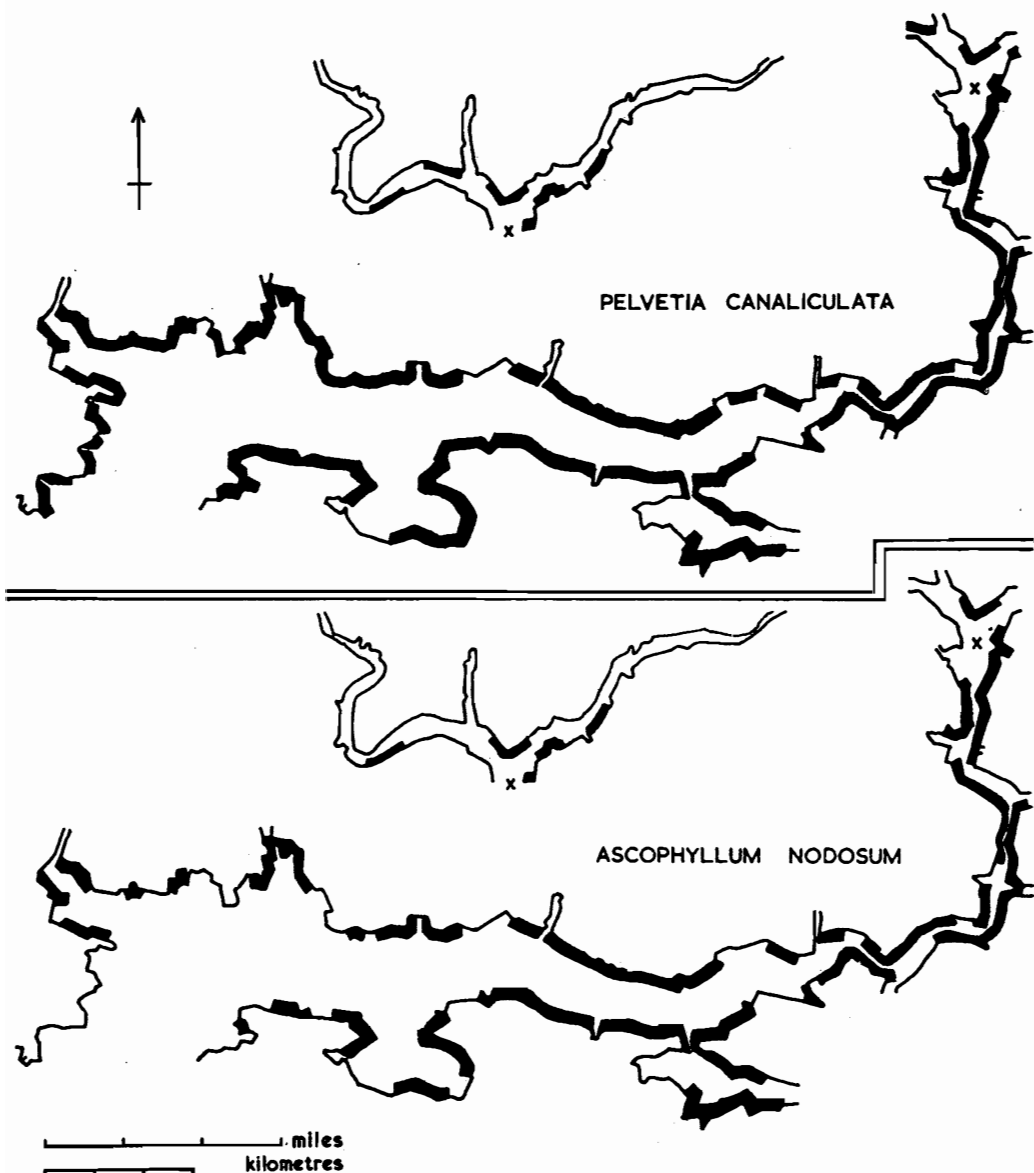 x
x
PELVETIA CANALICULATA
x
x
ASCOPHYLLUM NODOSUM
miles
kilometres